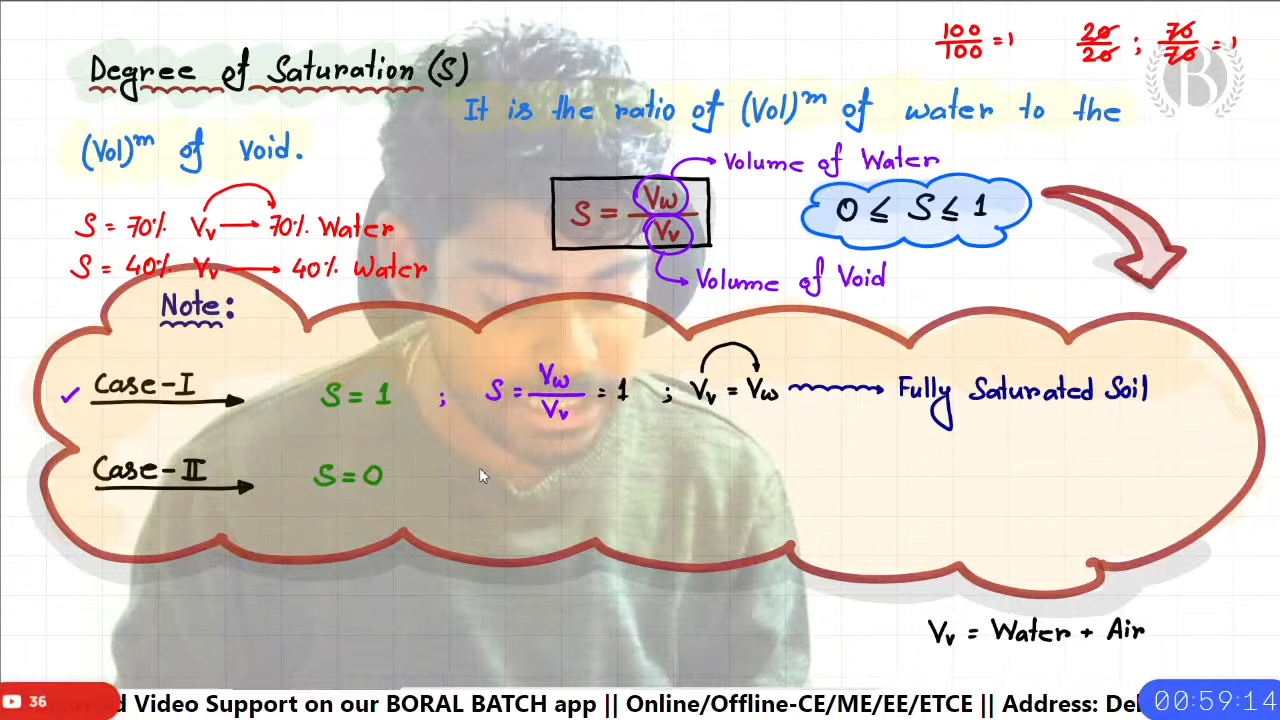 100/100 = 1   20/20 ; 70/70 = 1
B
Degree of Saturation (S)
It is the ratio of (Vol)ᵐ of water to the
(Vol)ᵐ of void.
S = 70%  Vᵥ → 70% Water
S = 40%  Vᵥ → 40% Water
S = V_w/Vᵥ
Volume of Water
Volume of Void
0 ≤ S ≤ 1
Note:
✓ Case-I → S = 1 ; S = V_w/Vᵥ = 1 ; Vᵥ = V_w → Fully Saturated Soil
Case-II → S = 0
Vᵥ = Water + Air
36
Video Support on our BORAL BATCH app || Online/Offline-CE/ME/EE/ETCE || Address: Del
00:59:14